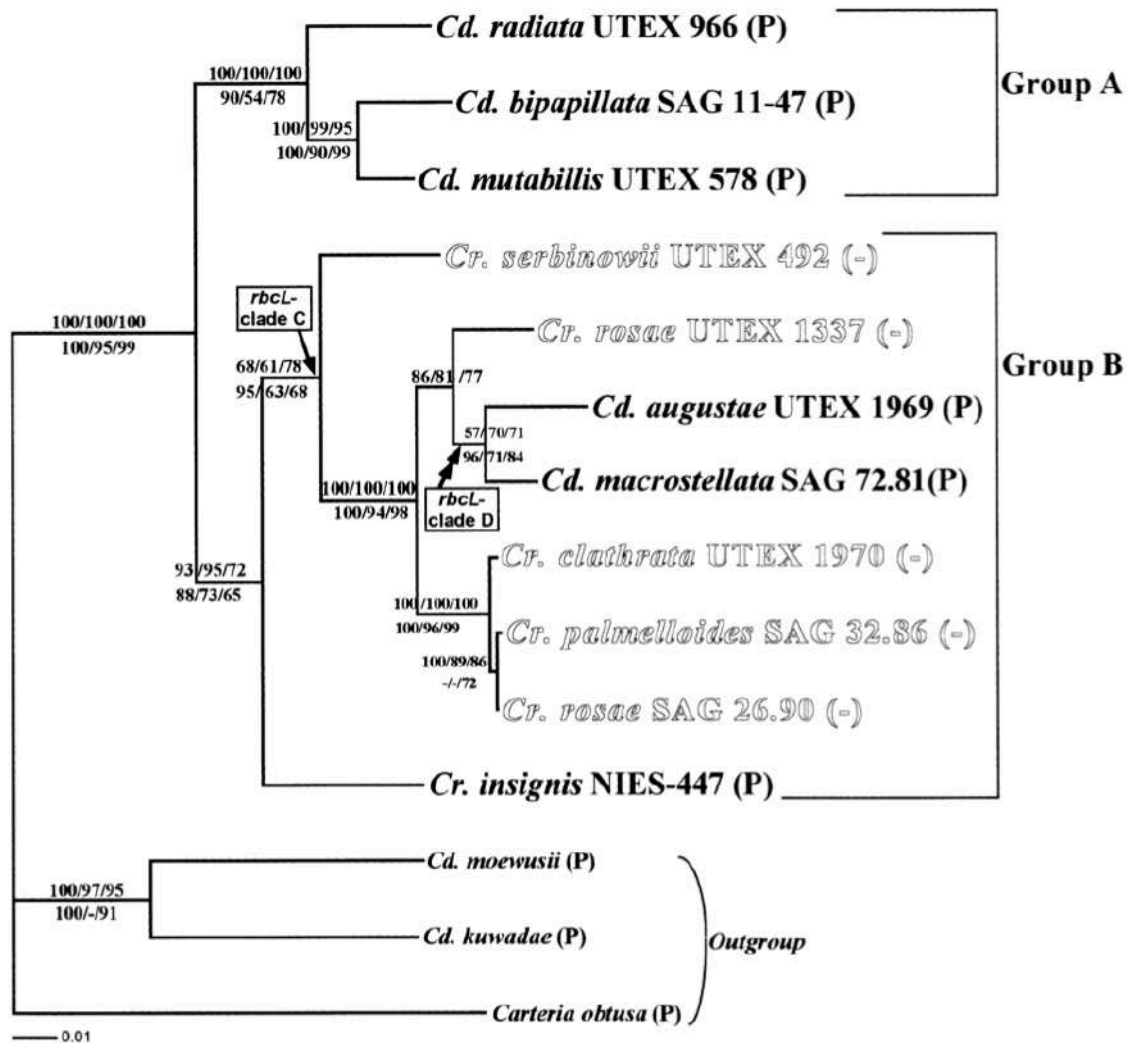 Cd. radiata UTEX 966 (P)
100/100/100
90/54/78
Group A
Cd. bipapillata SAG 11-47 (P)
100/ 99/95
100/90/99
Cd. mutabillis UTEX 578 (P)
Cr. serbinowii UTEX 492 (-)
rbcL-
clade C
100/100/100
100/95/99
Cr. rosae UTEX 1337 (-)
68/61/78
95/ 63/68
86/81 /77
Group B
Cd. augustae UTEX 1969 (P)
57/ 70/71
96/ 71/84
Cd. macrostellata SAG 72.81(P)
rbcL-
clade D
100/100/100
100/94/98
Cr. clathrata UTEX 1970 (-)
93 /95/72
88/73/65
100/ 100/100
100/96/99
Cr. palmelloides SAG 32.86 (-)
100/89/86
-/-/72
Cr. rosae SAG 26.90 (-)
Cr. insignis NIES-447 (P)
Cd. moewusii (P)
100/97/95
100/-/91
Cd. kuwadae (P)
Outgroup
Carteria obtusa (P)
0.01